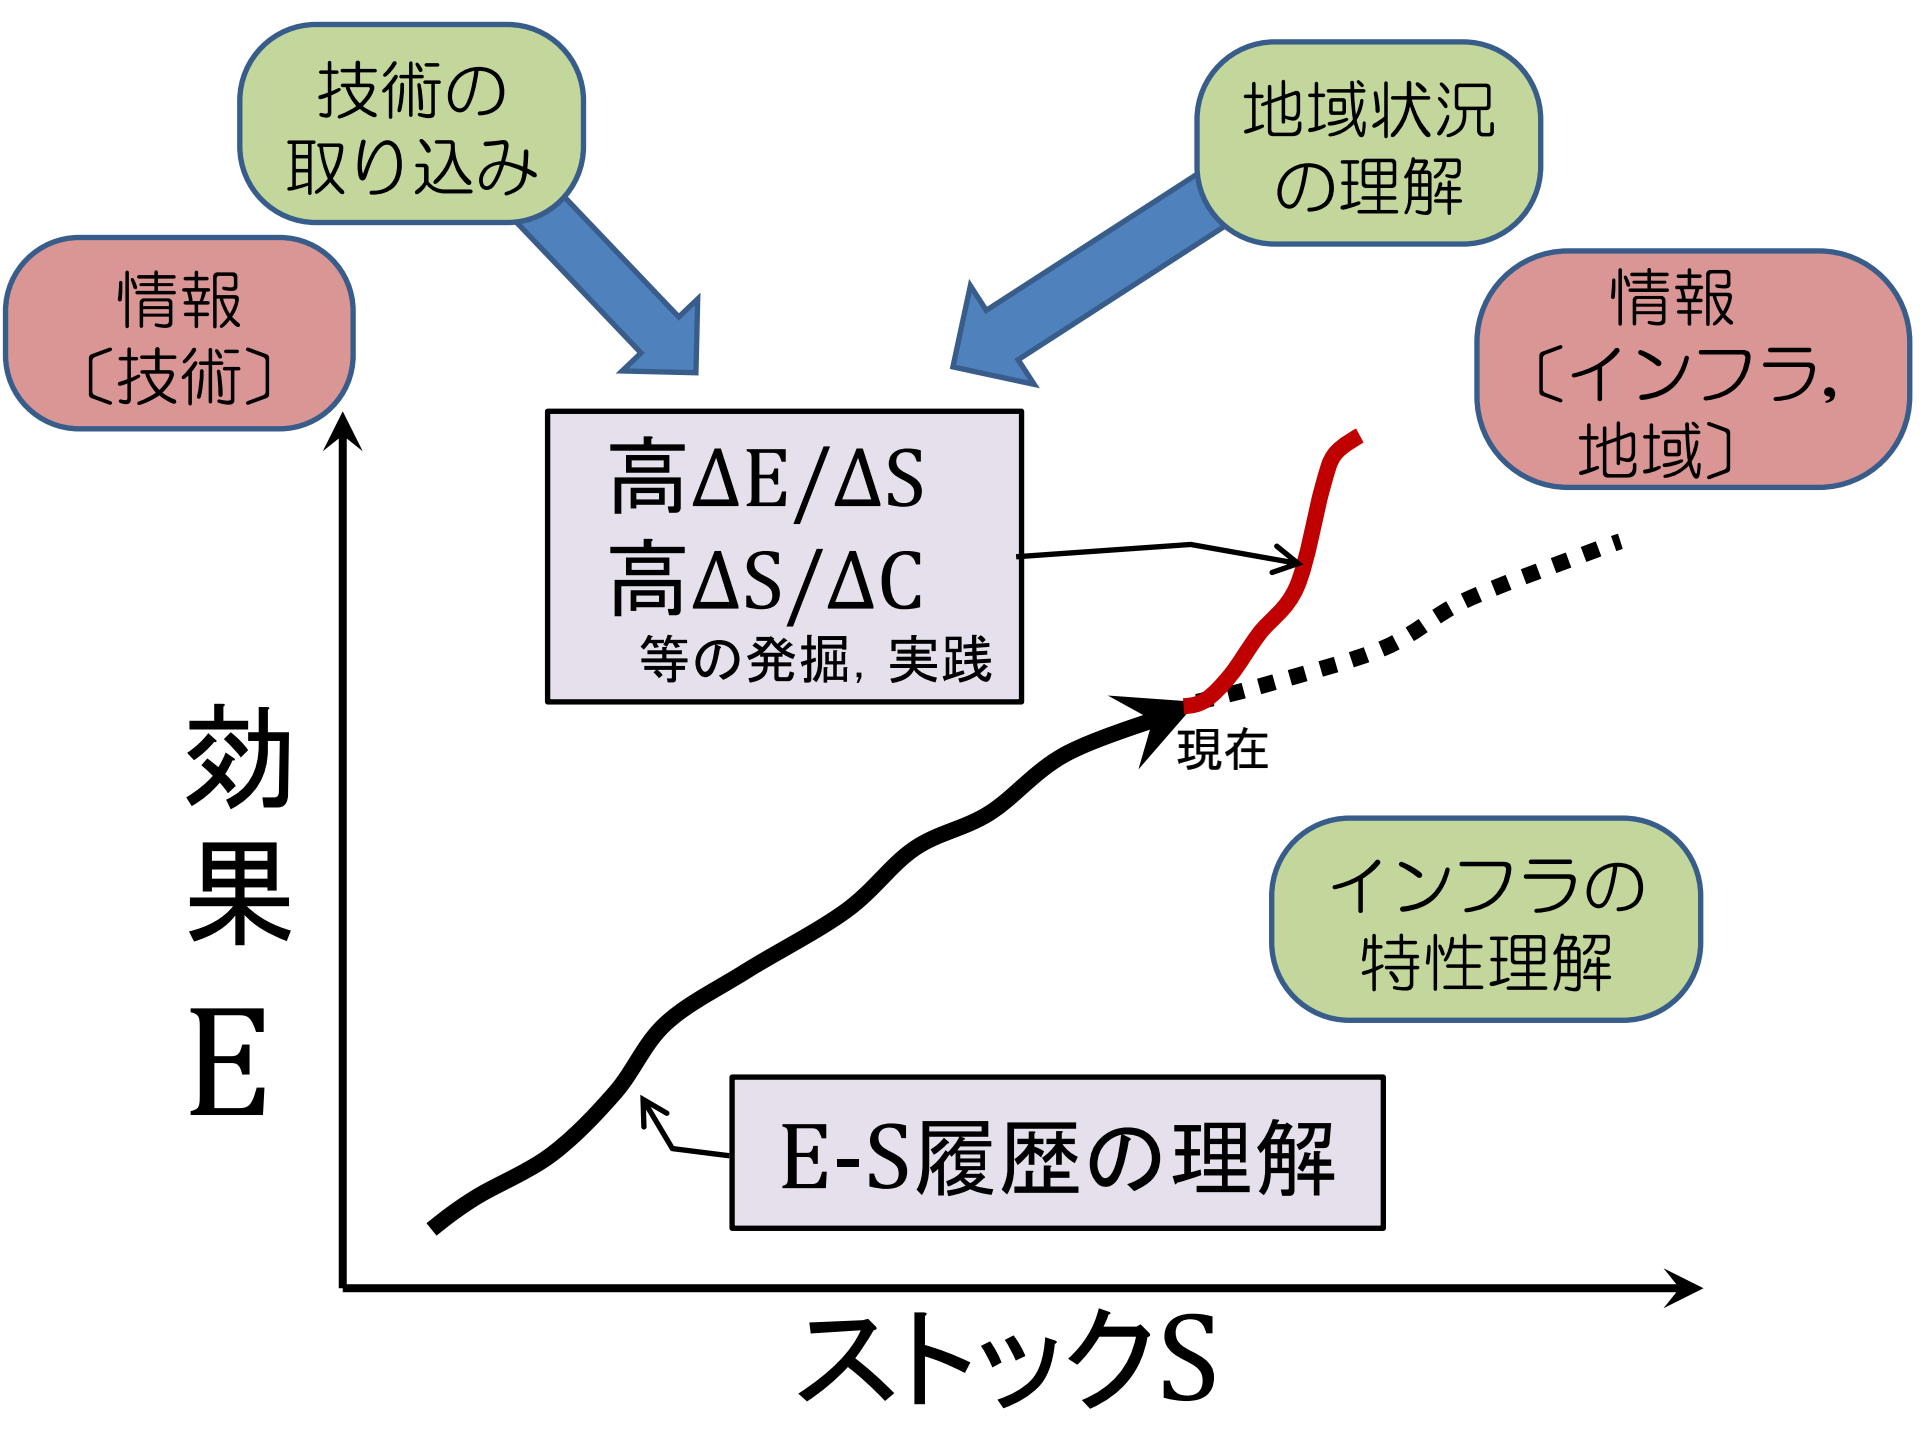 技術の
取り込み
地域状況
の理解
情報
〔技術〕
情報
〔インフラ,
地域〕
高ΔE/ΔS
高ΔS/ΔC
等の発掘，実践
現在
効果 E
インフラの
特性理解
E-S履歴の理解
ストックS